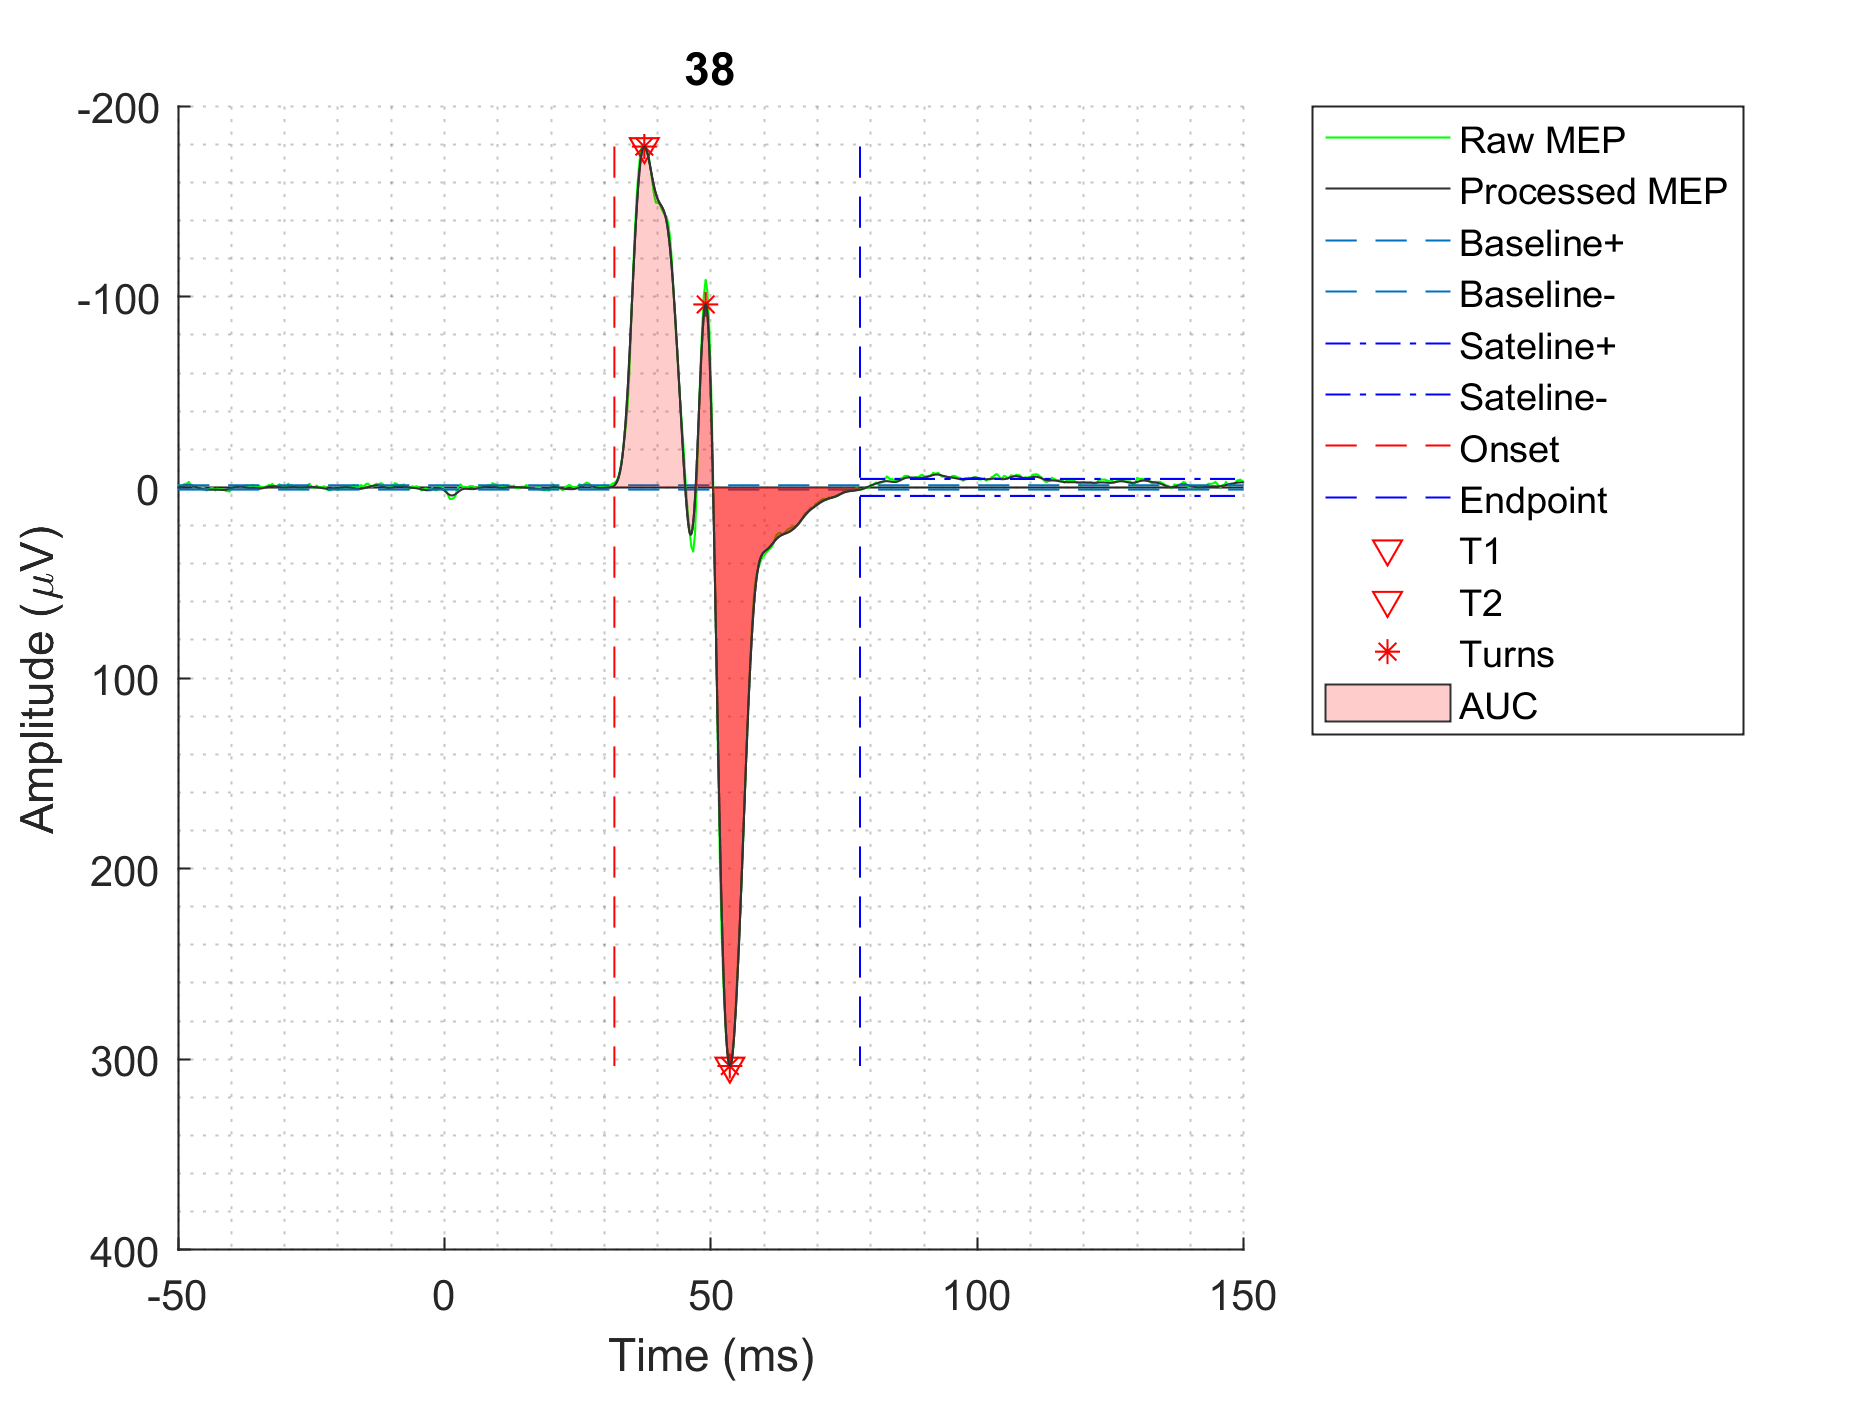 38
-200
-100
0
100
200
300
400
Amplitude (μV)
-50 0 50 100 150
Time (ms)
Raw MEP
Processed MEP
Baseline+
Baseline-
Sateline+
Sateline-
Onset
Endpoint
T1
T2
Turns
AUC